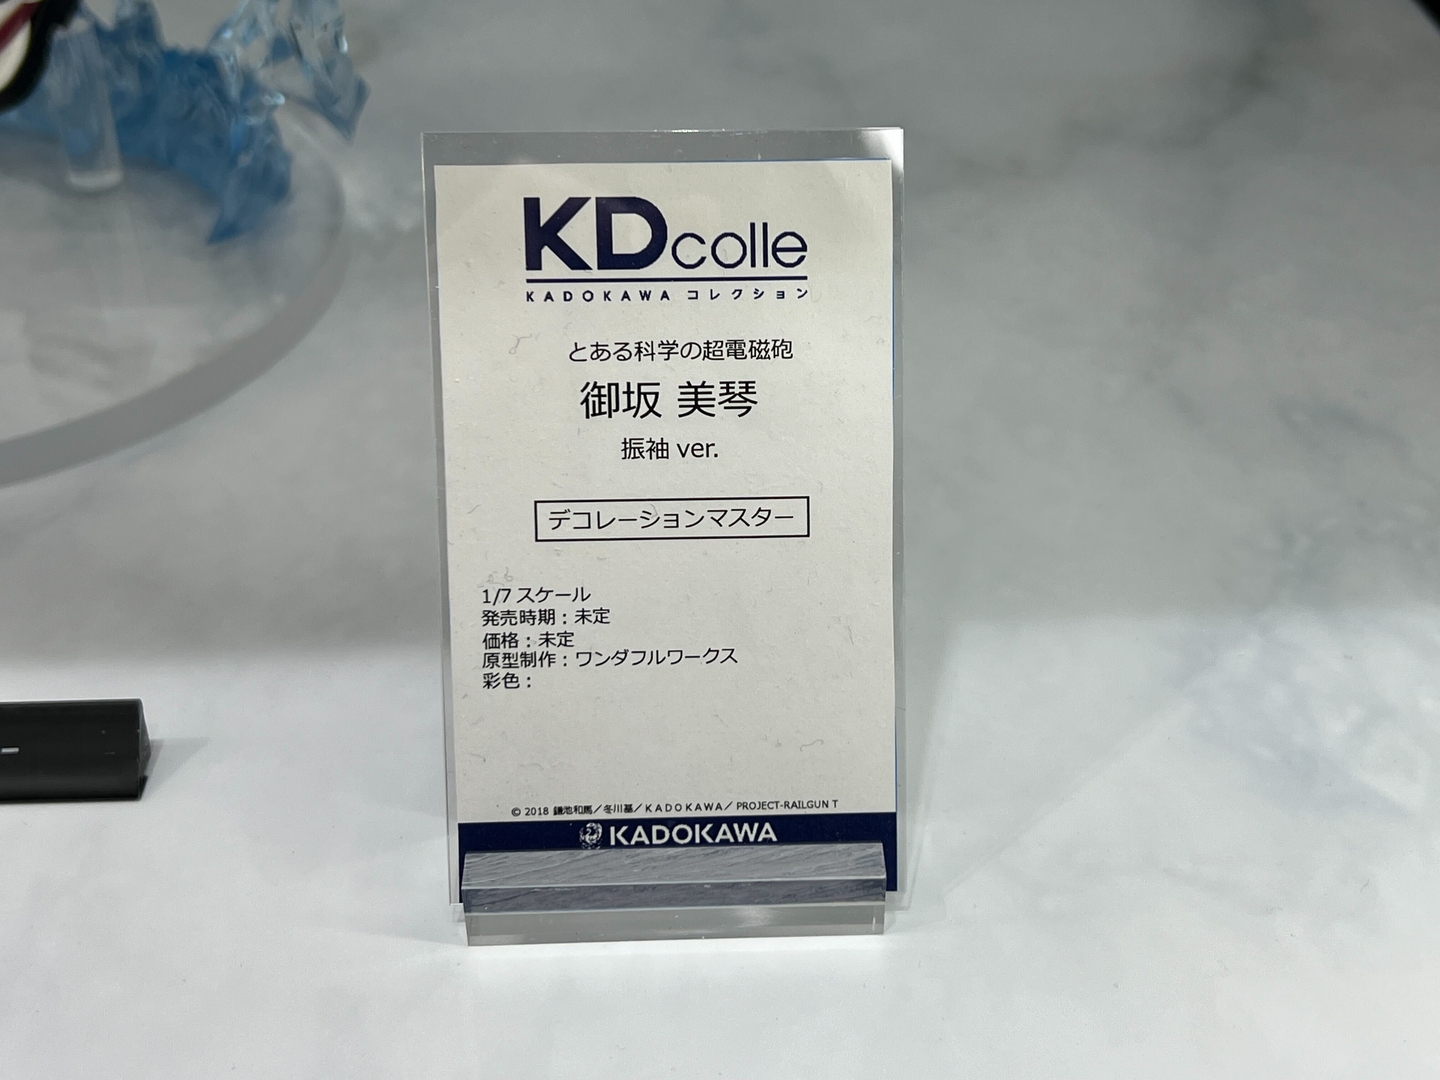 KDcolle
KADOKAWA コレクション
とある科学の超電磁砲
御坂 美琴
振袖 ver.
デコレーションマスター
1/7 スケール
発売時期：未定
価格：未定
原型制作：ワンダフルワークス
彩色：
© 2018 鎌池和馬／冬川基／KADOKAWA／PROJECT-RAILGUN T
KADOKAWA